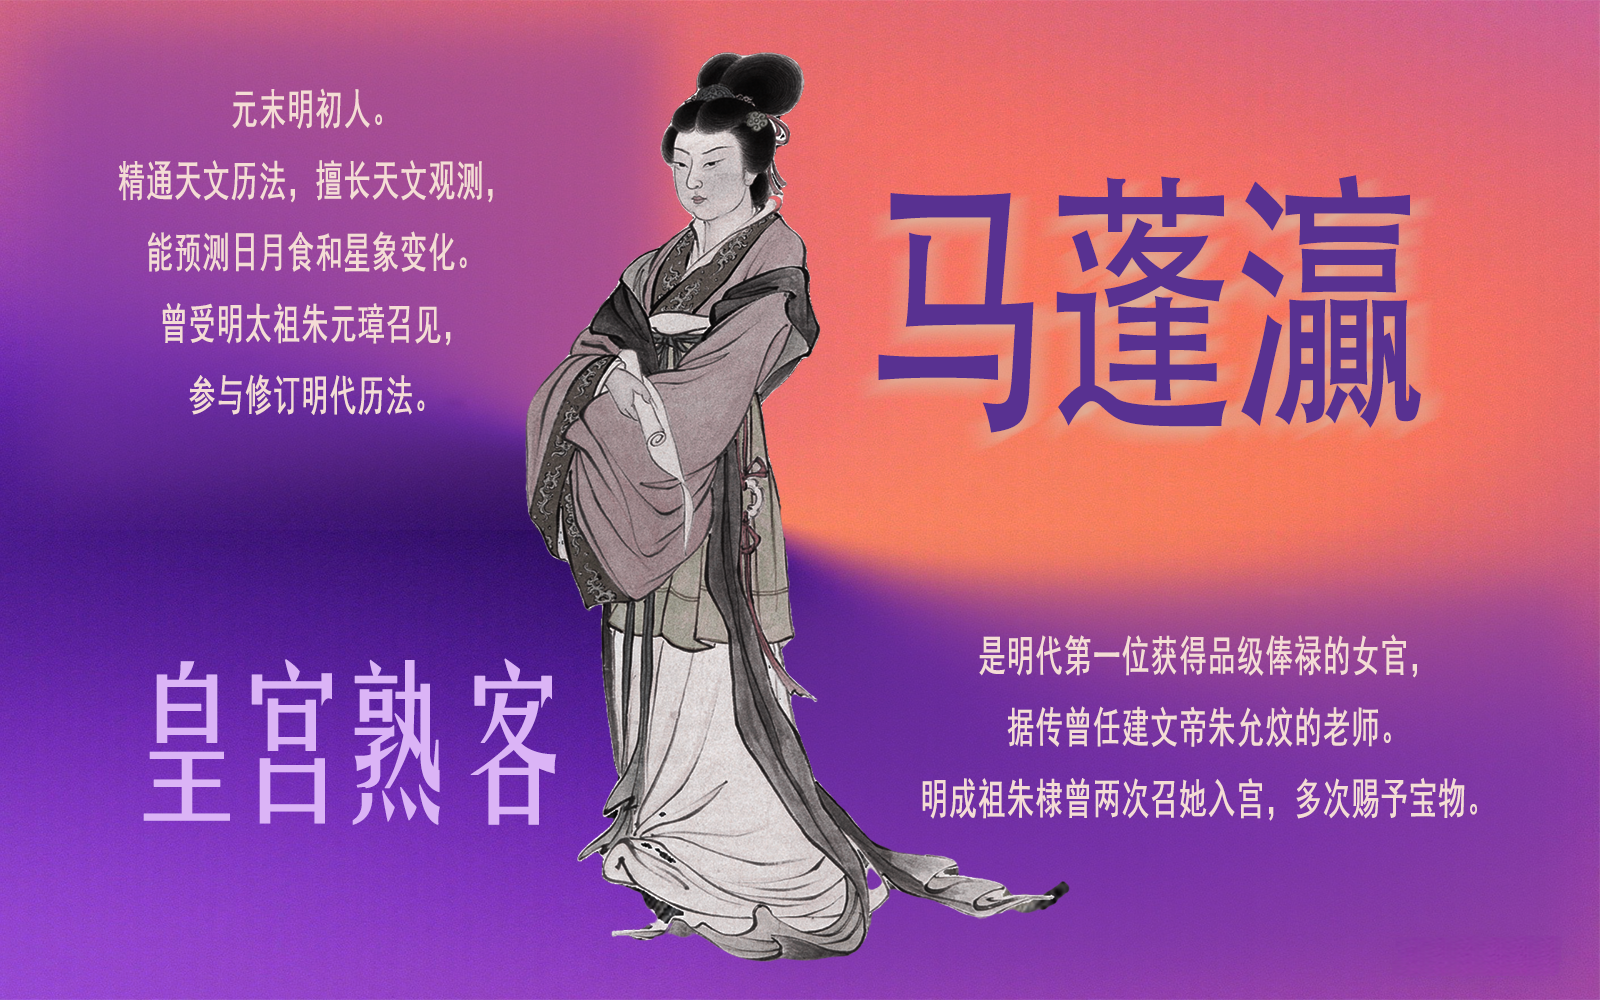 元末明初人。
精通天文历法，擅长天文观测，
能预测日月食和星象变化。
曾受明太祖朱元璋召见，
参与修订明代历法。
马蓬瀛
皇宫熟客
是明代第一位获得品级俸禄的女官，
据传曾任建文帝朱允炆的老师。
明成祖朱棣曾两次召她入宫，多次赐予宝物。